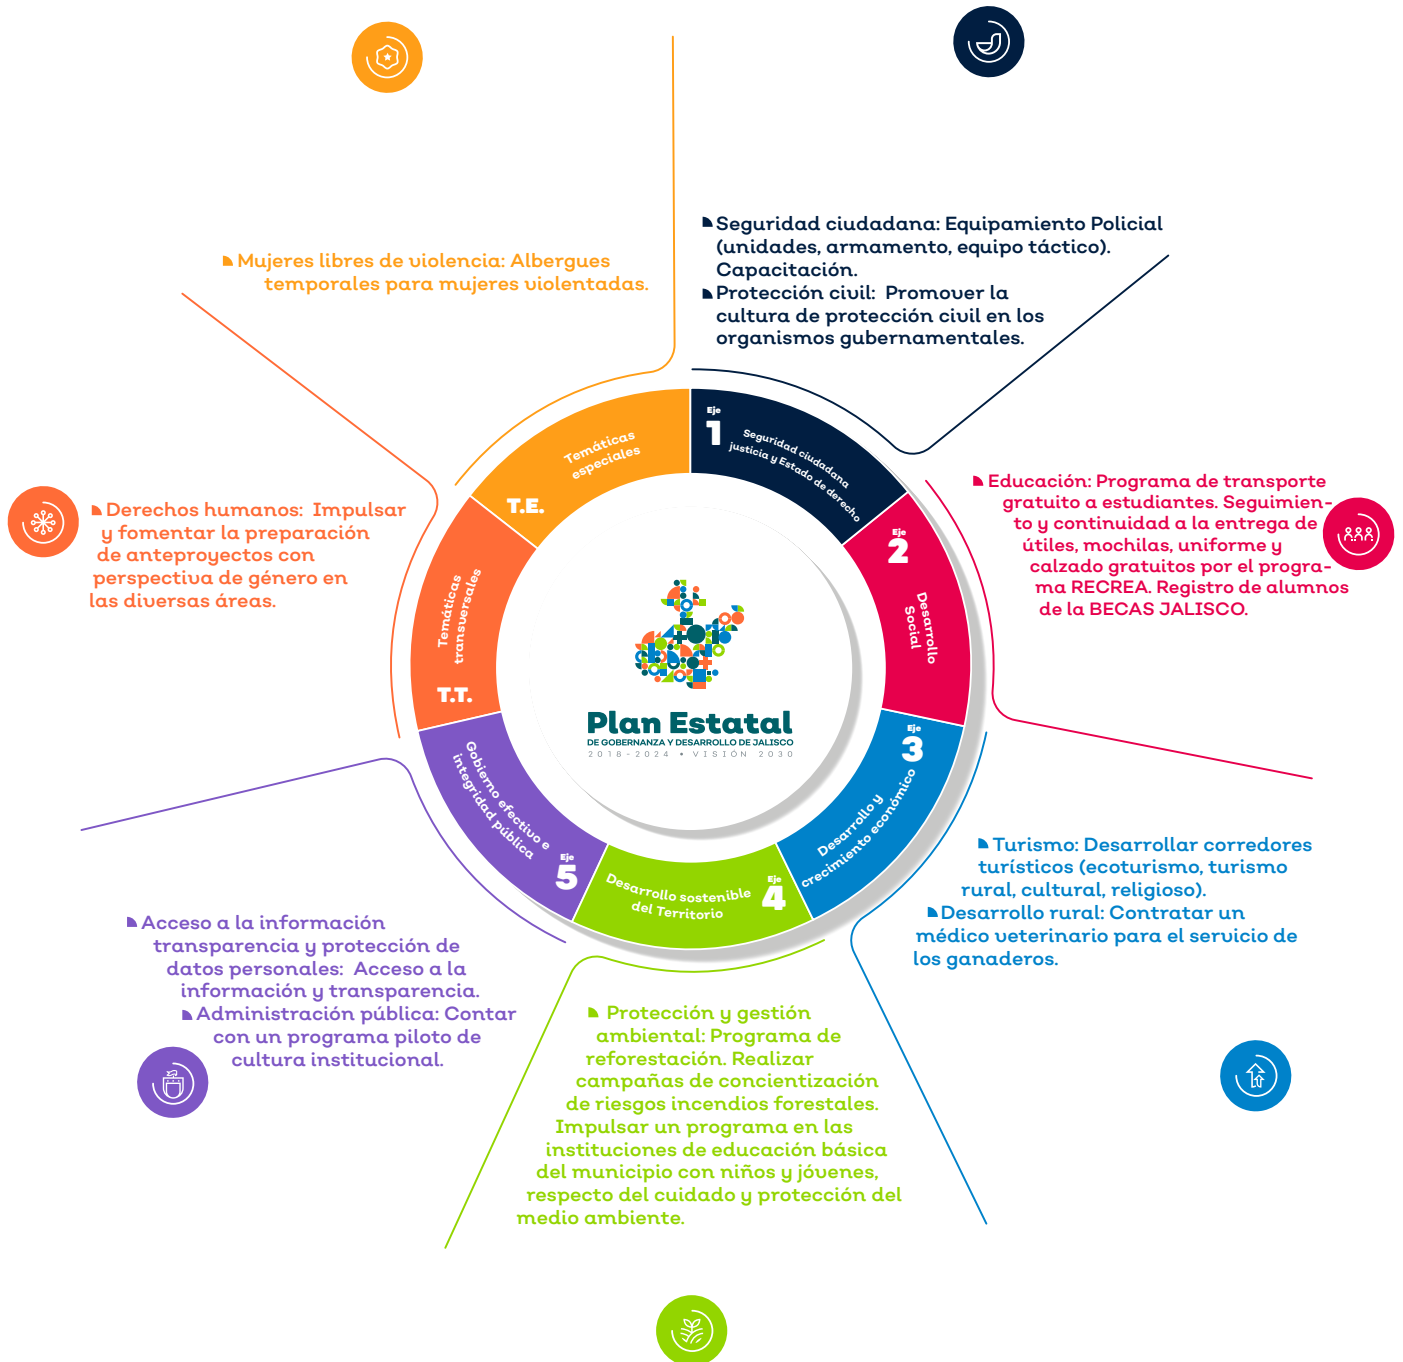 Mujeres libres de violencia: Albergues
temporales para mujeres violentadas.
Seguridad ciudadana: Equipamiento Policial
(unidades, armamento, equipo táctico).
Capacitación.
Protección civil: Promover la
cultura de protección civil en los
organismos gubernamentales.
Eje
1
Seguridad ciudadana
justicia y Estado de derecho
Educación: Programa de transporte
gratuito a estudiantes. Seguimien-
to y continuidad a la entrega de
útiles, mochilas, uniforme y
calzado gratuitos por el progra-
ma RECREA. Registro de alumnos
de la BECAS JALISCO.
Eje
2
Desarrollo
Social
Eje
3
Desarrollo y
crecimiento económico
Turismo: Desarrollar corredores
turísticos (ecoturismo, turismo
rural, cultural, religioso).
Desarrollo rural: Contratar un
médico veterinario para el servicio de
los ganaderos.
Eje
4
Desarrollo sostenible
del Territorio
Protección y gestión
ambiental: Programa de
reforestación. Realizar
campañas de concientización
de riesgos incendios forestales.
Impulsar un programa en las
instituciones de educación básica
del municipio con niños y jóvenes,
respecto del cuidado y protección del
medio ambiente.
Eje
5
Gobierno efectivo e
integridad pública
Acceso a la información
transparencia y protección de
datos personales: Acceso a la
información y transparencia.
Administración pública: Contar
con un programa piloto de
cultura institucional.
T.T.
Temáticas
transversales
Derechos humanos: Impulsar
y fomentar la preparación
de anteproyectos con
perspectiva de género en
las diversas áreas.
T.E.
Temáticas
especiales
Plan Estatal
DE GOBERNANZA Y DESARROLLO DE JALISCO
2018-2024 • VISIÓN 2030